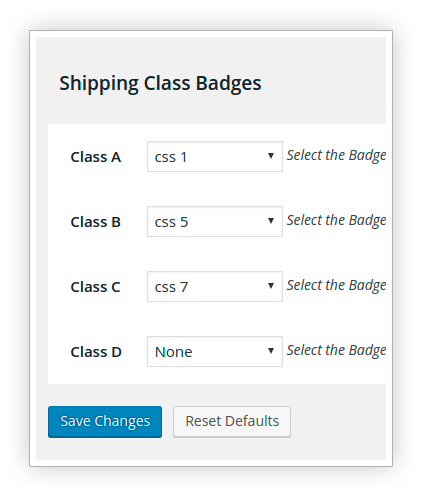 Shipping Class Badges
Class A css 1 Select the Badge
Class B css 5 Select the Badge
Class C css 7 Select the Badge
Class D None Select the Badge
Save Changes Reset Defaults